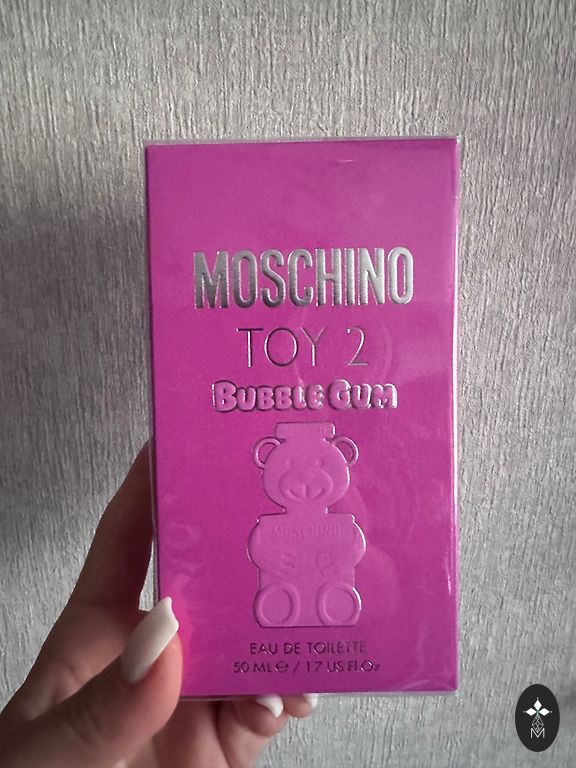 MOSCHINO
TOY 2
BUBBLE GUM
MOSCHINO
EAU DE TOILETTE
50 ML ℮ / 1.7 US FL.Oz
M